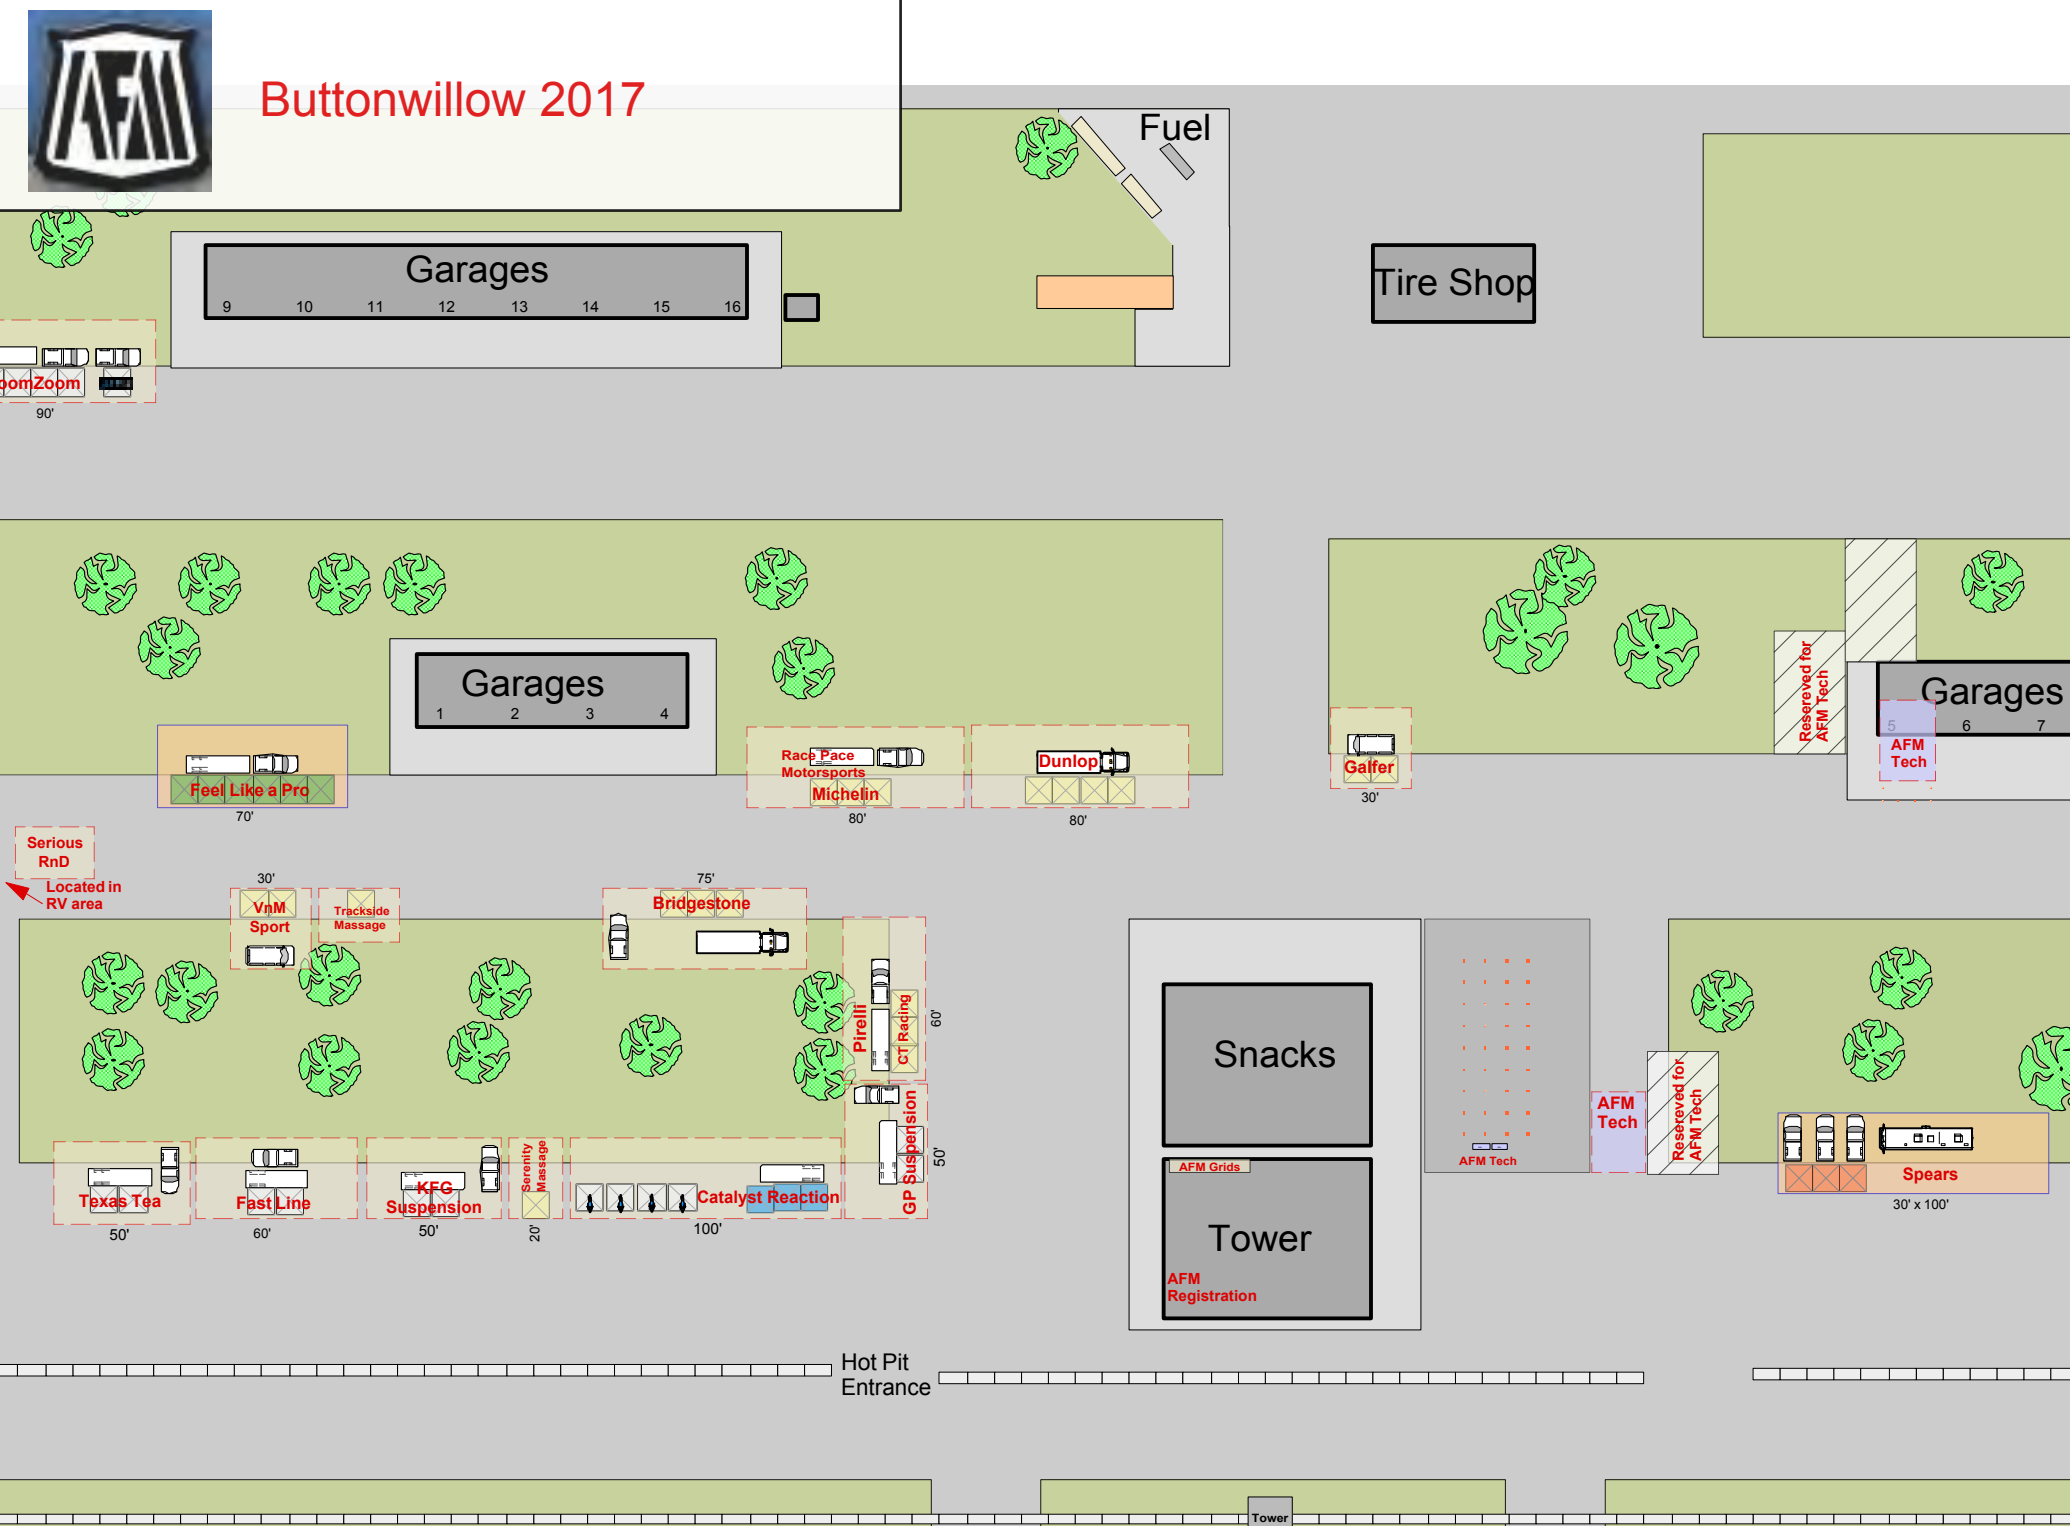 AFM
Buttonwillow 2017
Fuel
Garages
9 10 11 12 13 14 15 16
Tire Shop
oomZoom
90'
Garages
1 2 3 4
Resereved for
AFM Tech
Garages
5 6 7
AFM
Tech
Feel Like a Pro
70'
Race Pace
Motorsports
Michelin
80'
Dunlop
80'
Galfer
30'
Serious
RnD
Located in
RV area
30'
VnM
Sport
Trackside
Massage
75'
Bridgestone
Pirelli
CT Racing
60'
GP Suspension
50'
Texas Tea
50'
Fast Line
60'
KFG
Suspension
50'
Serenity
Massage
20'
Catalyst Reaction
100'
Snacks
AFM Grids
Tower
AFM
Registration
AFM Tech
AFM
Tech
Resereved for
AFM Tech
Spears
30' x 100'
Hot Pit
Entrance
Tower